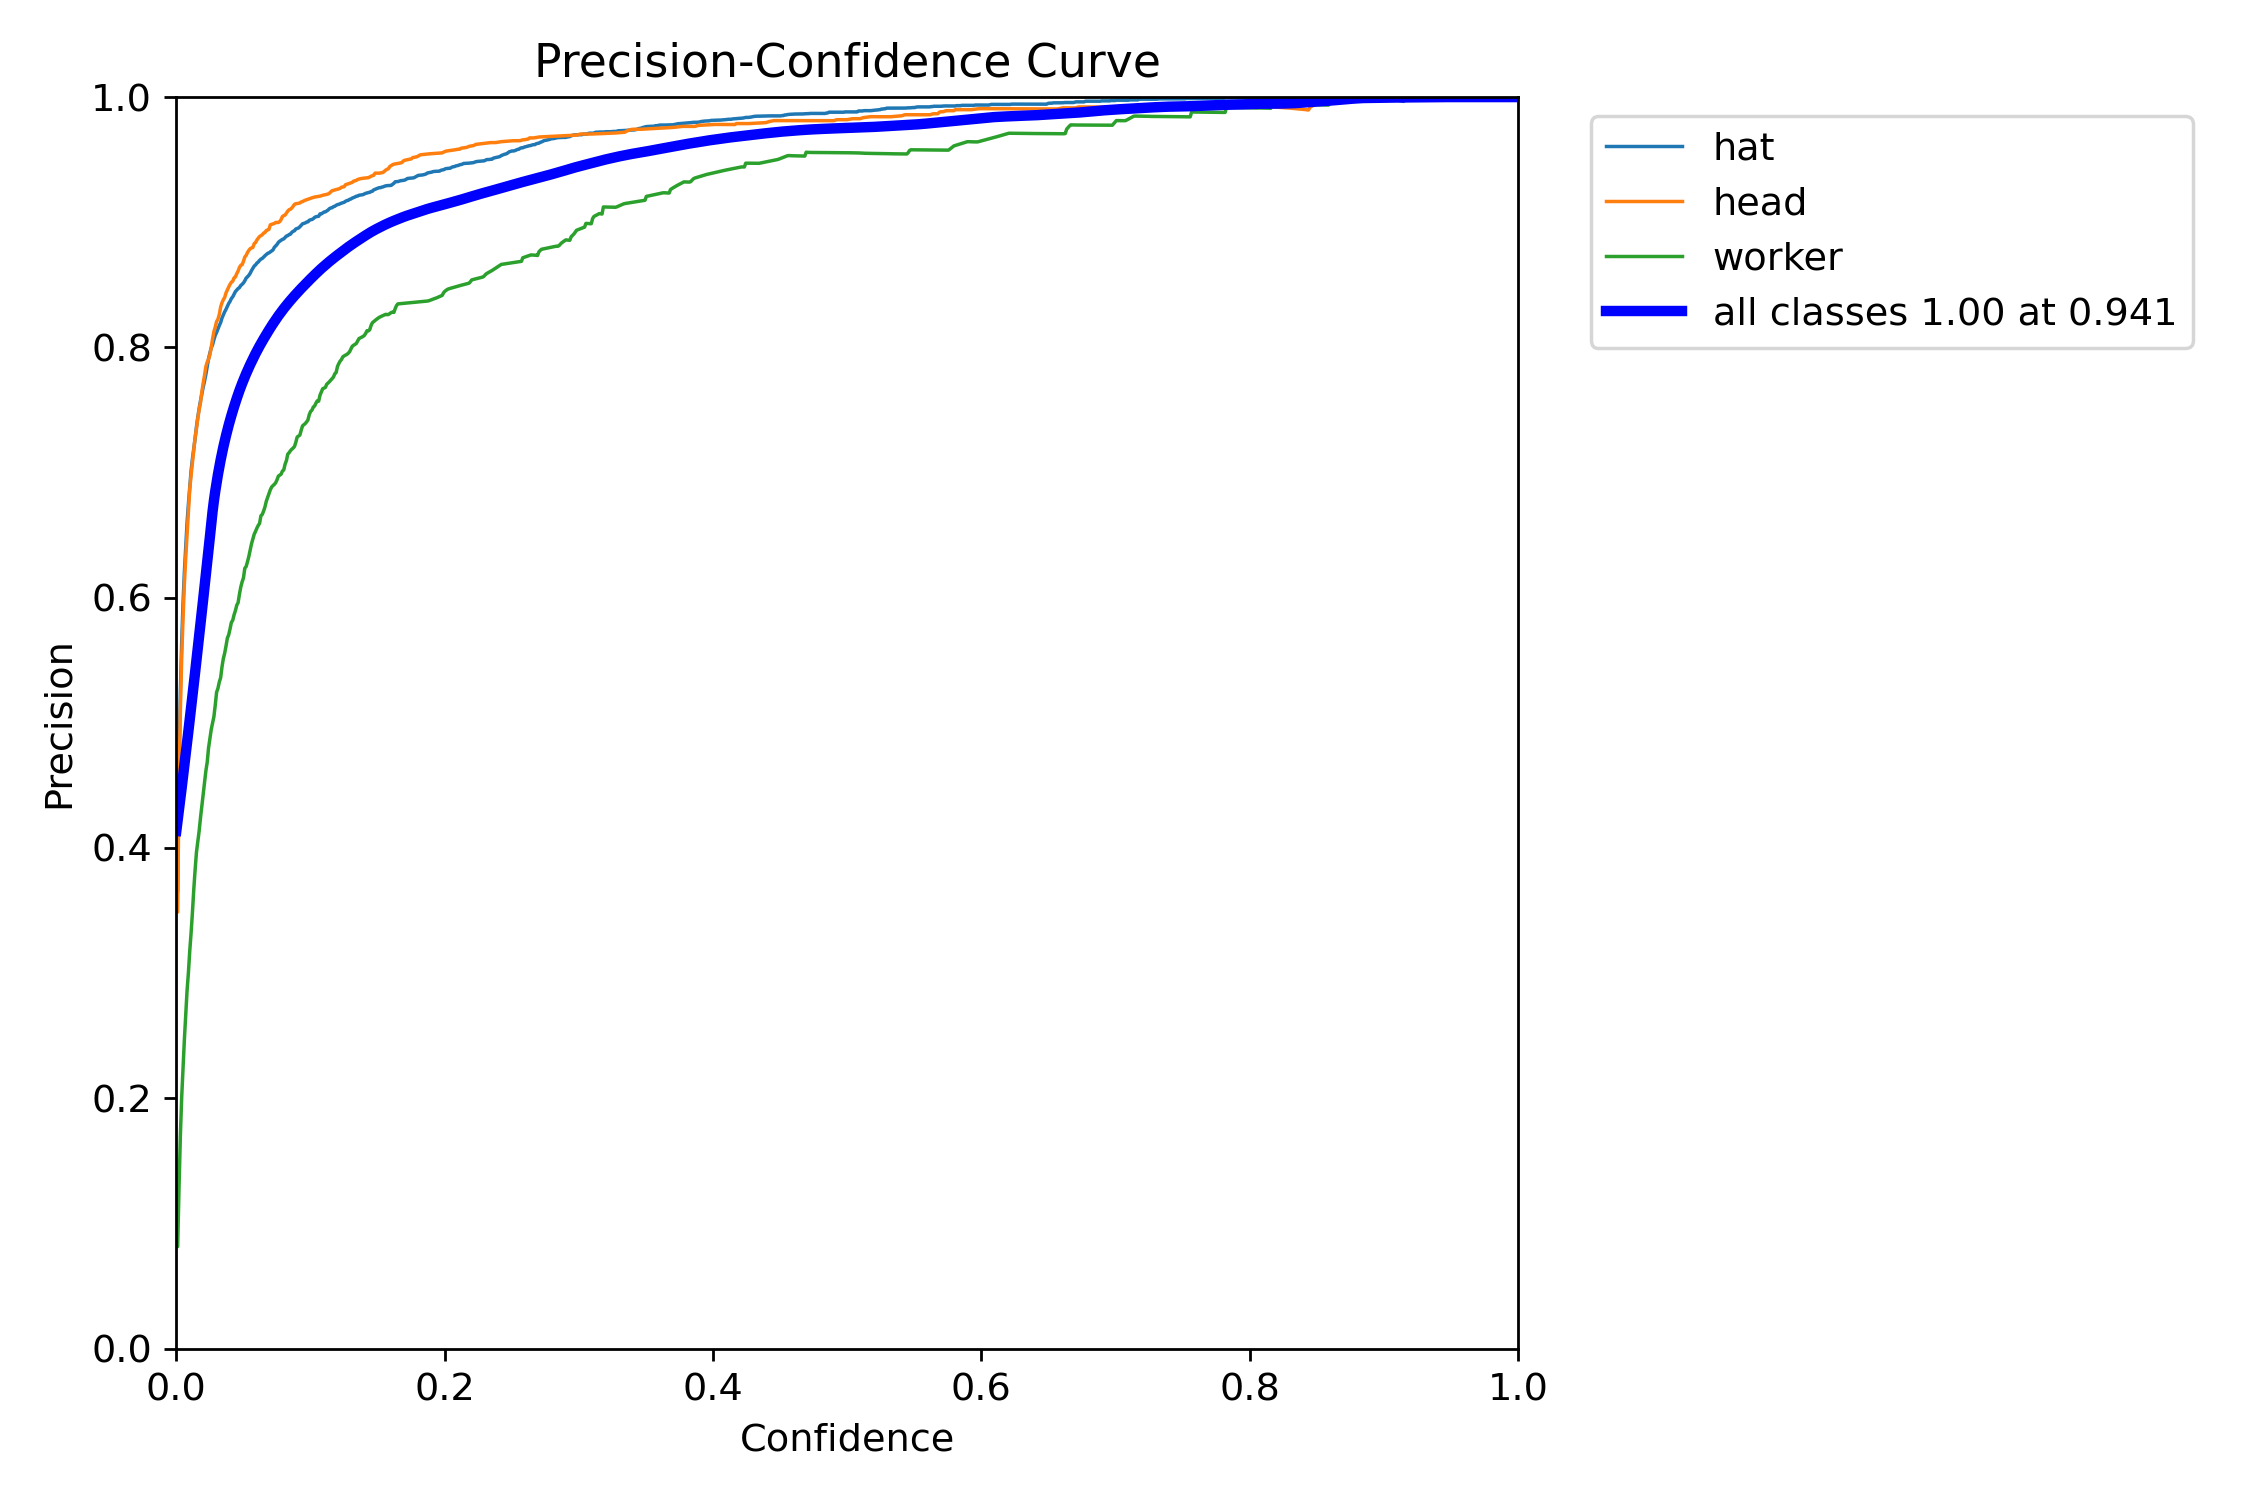 Precision-Confidence Curve
1.0
0.8
0.6
0.4
0.2
0.0
Precision
0.0 0.2 0.4 0.6 0.8 1.0
Confidence
hat
head
worker
all classes 1.00 at 0.941